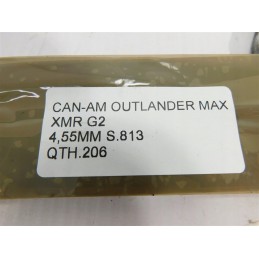 CAN-AM OUTLANDER MAX
XMR G2
4,55MM S.813
QTH.206